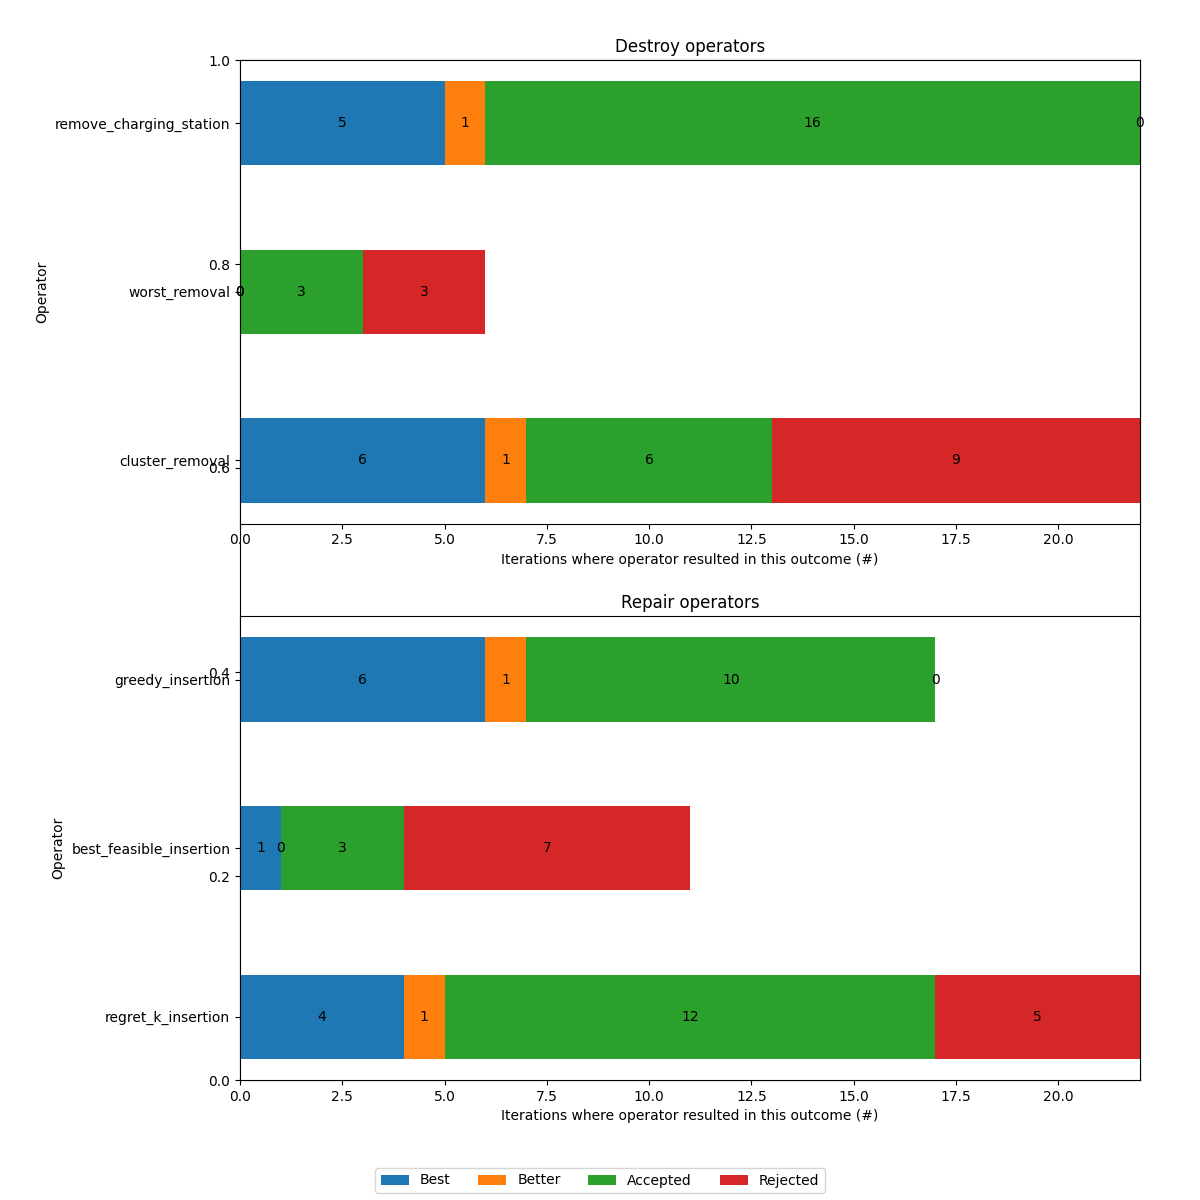 Destroy operators
1.0
remove_charging_station 5 1 16 0
0.8
Operator
worst_removal 0 0 3 3
cluster_removal 6 1 6 9
0.6
0.0 2.5 5.0 7.5 10.0 12.5 15.0 17.5 20.0
Iterations where operator resulted in this outcome (#)
Repair operators
0.4
greedy_insertion 6 1 10 0
Operator
best_feasible_insertion 1 0 3 7
0.2
regret_k_insertion 4 1 12 5
0.0
0.0 2.5 5.0 7.5 10.0 12.5 15.0 17.5 20.0
Iterations where operator resulted in this outcome (#)
Best Better Accepted Rejected